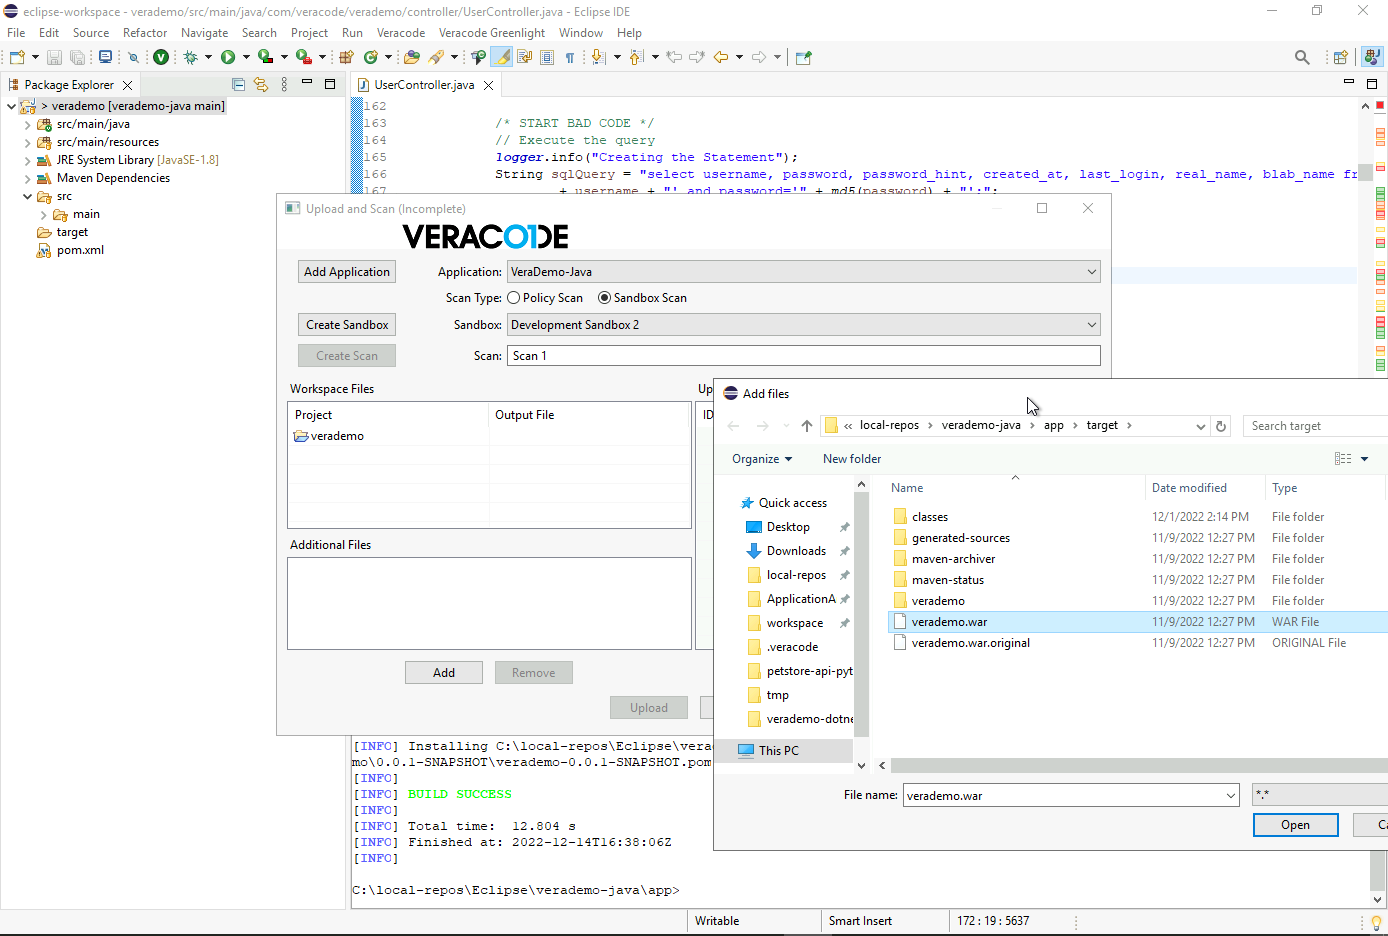 eclipse-workspace - verademo/src/main/java/com/veracode/verademo/controller/UserController.java - Eclipse IDE
File Edit Source Refactor Navigate Search Project Run Veracode Veracode Greenlight Window Help
Package Explorer
UserController.java
> verademo [verademo-java main]
src/main/java
src/main/resources
JRE System Library [JavaSE-1.8]
Maven Dependencies
src
main
target
pom.xml
162
163 /* START BAD CODE */
164 // Execute the query
165 logger.info("Creating the Statement");
166 String sqlQuery = "select username, password, password_hint, created_at, last_login, real_name, blab_name fr
167 + username + "' and password='" + md5(password) + "';";
Upload and Scan (Incomplete)
VERACODE
Add Application Application: VeraDemo-Java
Scan Type: Policy Scan Sandbox Scan
Create Sandbox Sandbox: Development Sandbox 2
Create Scan Scan: Scan 1
Workspace Files Up
Project Output File ID
verademo
Additional Files
Add Remove
Upload
Add files
« local-repos > verademo-java > app > target >
Search target
Organize New folder
Quick access
Desktop
Downloads
local-repos
ApplicationA
workspace
.veracode
petstore-api-pyt
tmp
verademo-dotne
This PC
Name Date modified Type
classes 12/1/2022 2:14 PM File folder
generated-sources 11/9/2022 12:27 PM File folder
maven-archiver 11/9/2022 12:27 PM File folder
maven-status 11/9/2022 12:27 PM File folder
verademo 11/9/2022 12:27 PM File folder
verademo.war 11/9/2022 12:27 PM WAR File
verademo.war.original 11/9/2022 12:27 PM ORIGINAL File
File name: verademo.war *.*
Open Ca
[INFO] Installing C:\local-repos\Eclipse\vera
mo\0.0.1-SNAPSHOT\verademo-0.0.1-SNAPSHOT.pom
[INFO]
[INFO] BUILD SUCCESS
[INFO]
[INFO] Total time:  12.804 s
[INFO] Finished at: 2022-12-14T16:38:06Z
[INFO]
C:\local-repos\Eclipse\verademo-java\app>
Writable Smart Insert 172 : 19 : 5637